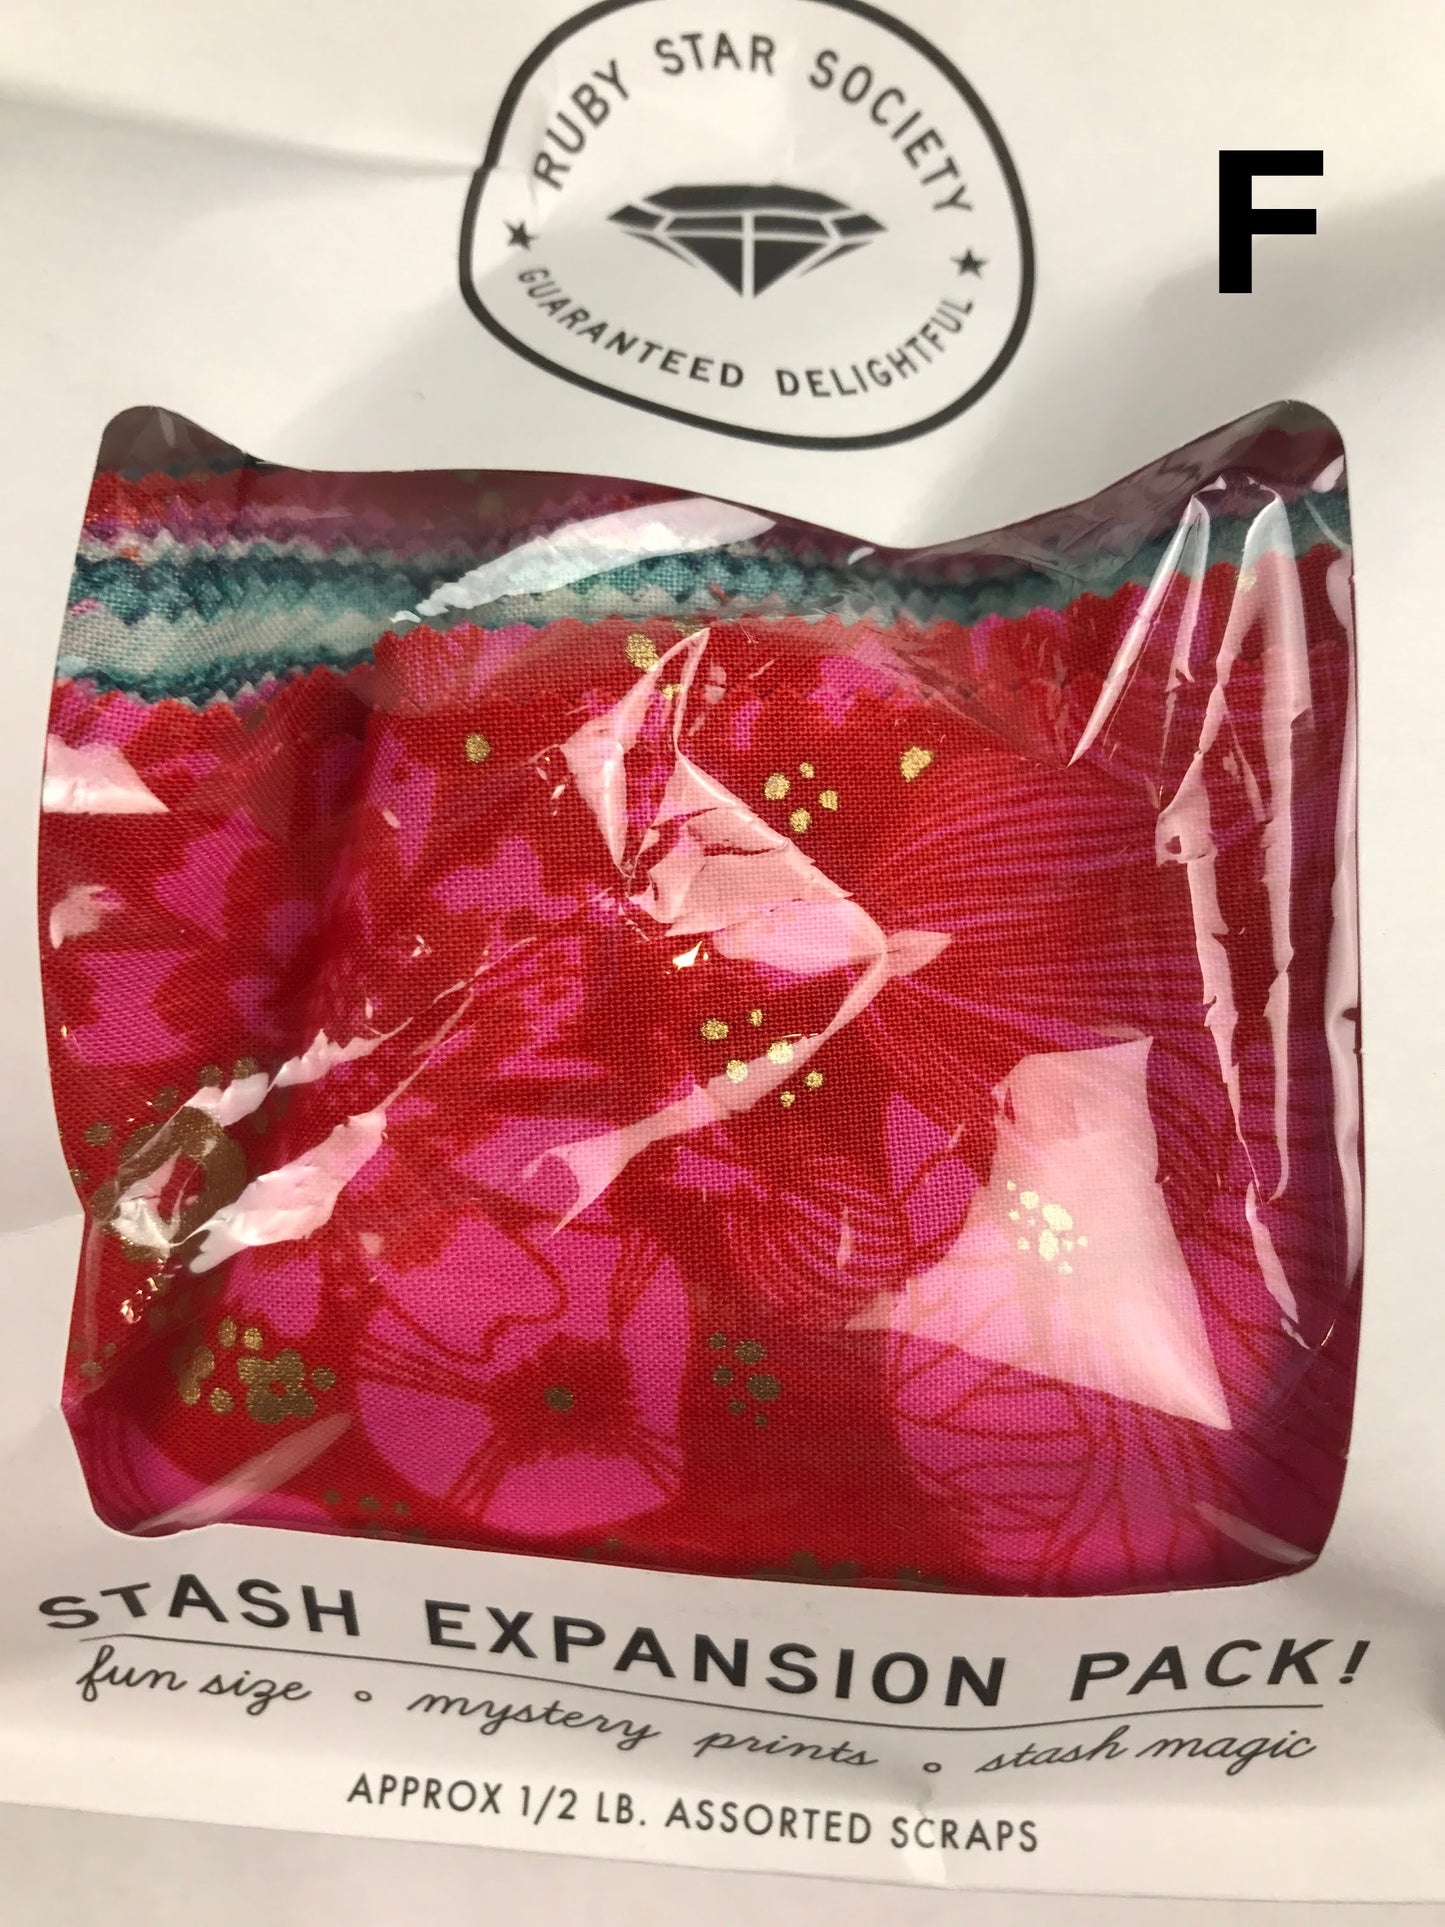 RUBY STAR SOCIETY
F
★ GUARANTEED DELIGHTFUL ★
STASH EXPANSION PACK!
fun size ∘ mystery prints ∘ stash magic
APPROX 1/2 LB. ASSORTED SCRAPS